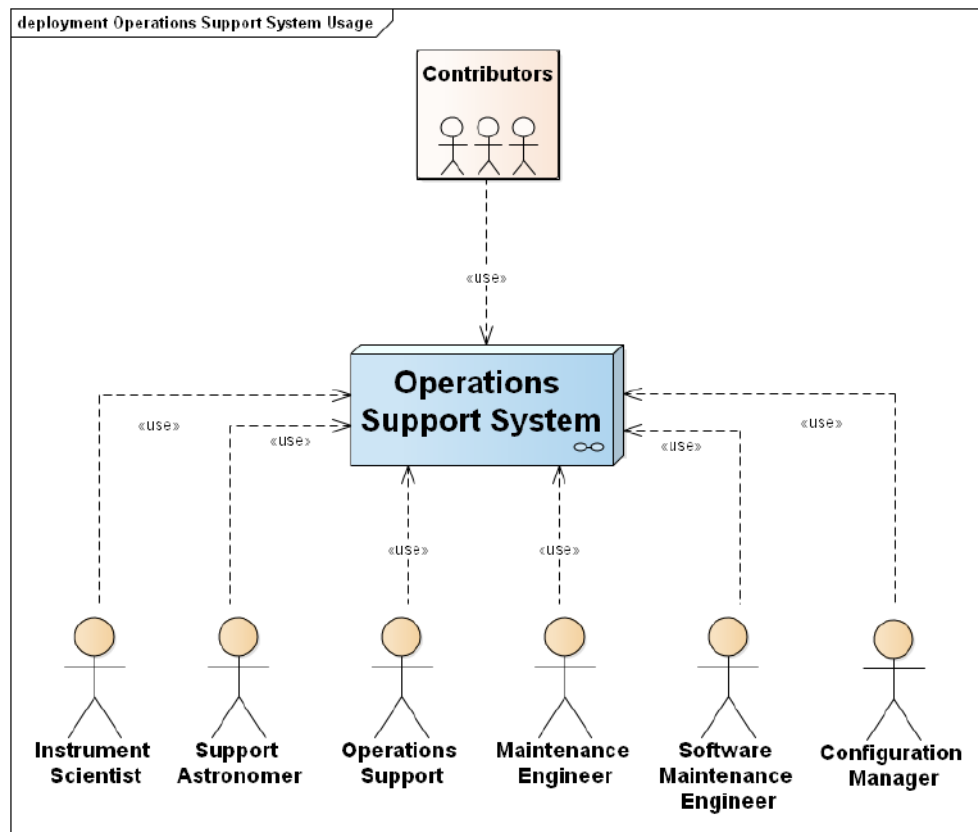 deployment Operations Support System Usage
Contributors
«use»
Operations
Support System
«use»
«use»
«use»
«use»
«use»
«use»
Instrument
Scientist
Support
Astronomer
Operations
Support
Maintenance
Engineer
Software
Maintenance
Engineer
Configuration
Manager